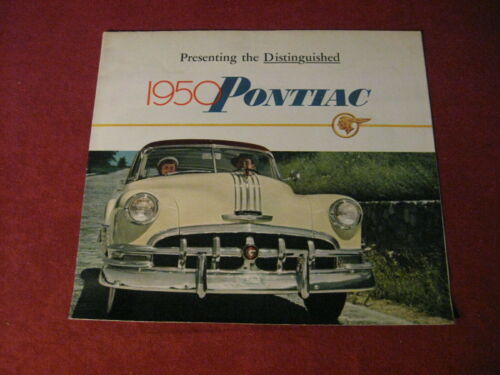 Presenting the Distinguished
1950 PONTIAC